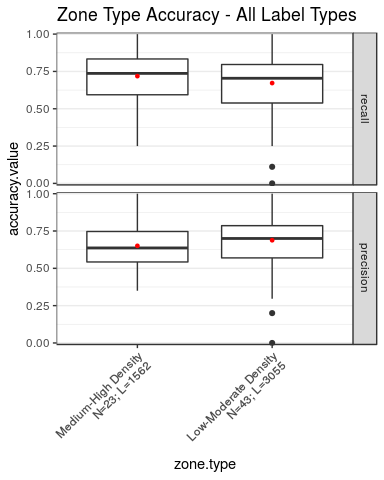 Zone Type Accuracy - All Label Types
accuracy.value
1.00
0.75
0.50
0.25
0.00
recall
1.00
0.75
0.50
0.25
0.00
precision
Medium-High Density
N=23; L=1562
Low-Moderate Density
N=43; L=3055
zone.type